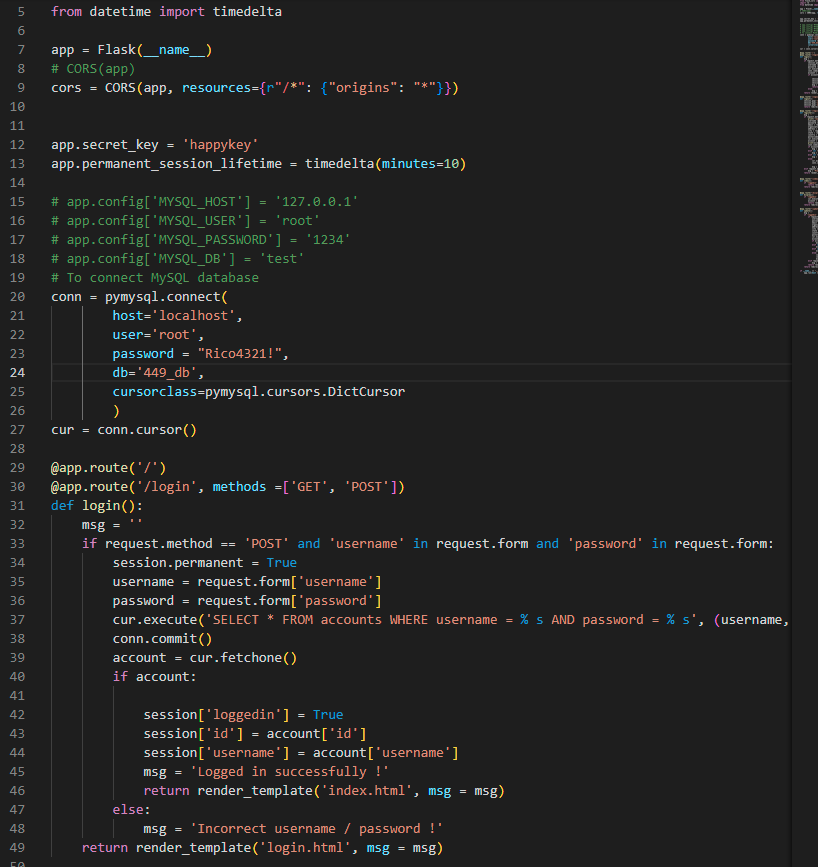 5 from datetime import timedelta
6
7 app = Flask(__name__)
8 # CORS(app)
9 cors = CORS(app, resources={r"/*": {"origins": "*"}})
10
11
12 app.secret_key = 'happykey'
13 app.permanent_session_lifetime = timedelta(minutes=10)
14
15 # app.config['MYSQL_HOST'] = '127.0.0.1'
16 # app.config['MYSQL_USER'] = 'root'
17 # app.config['MYSQL_PASSWORD'] = '1234'
18 # app.config['MYSQL_DB'] = 'test'
19 # To connect MySQL database
20 conn = pymysql.connect(
21         host='localhost',
22         user='root',
23         password = "Rico4321!",
24         db='449_db',
25         cursorclass=pymysql.cursors.DictCursor
26         )
27 cur = conn.cursor()
28
29 @app.route('/')
30 @app.route('/login', methods =['GET', 'POST'])
31 def login():
32     msg = ''
33     if request.method == 'POST' and 'username' in request.form and 'password' in request.form:
34         session.permanent = True
35         username = request.form['username']
36         password = request.form['password']
37         cur.execute('SELECT * FROM accounts WHERE username = % s AND password = % s', (username,
38         conn.commit()
39         account = cur.fetchone()
40         if account:
41
42             session['loggedin'] = True
43             session['id'] = account['id']
44             session['username'] = account['username']
45             msg = 'Logged in successfully !'
46             return render_template('index.html', msg = msg)
47         else:
48             msg = 'Incorrect username / password !'
49     return render_template('login.html', msg = msg)